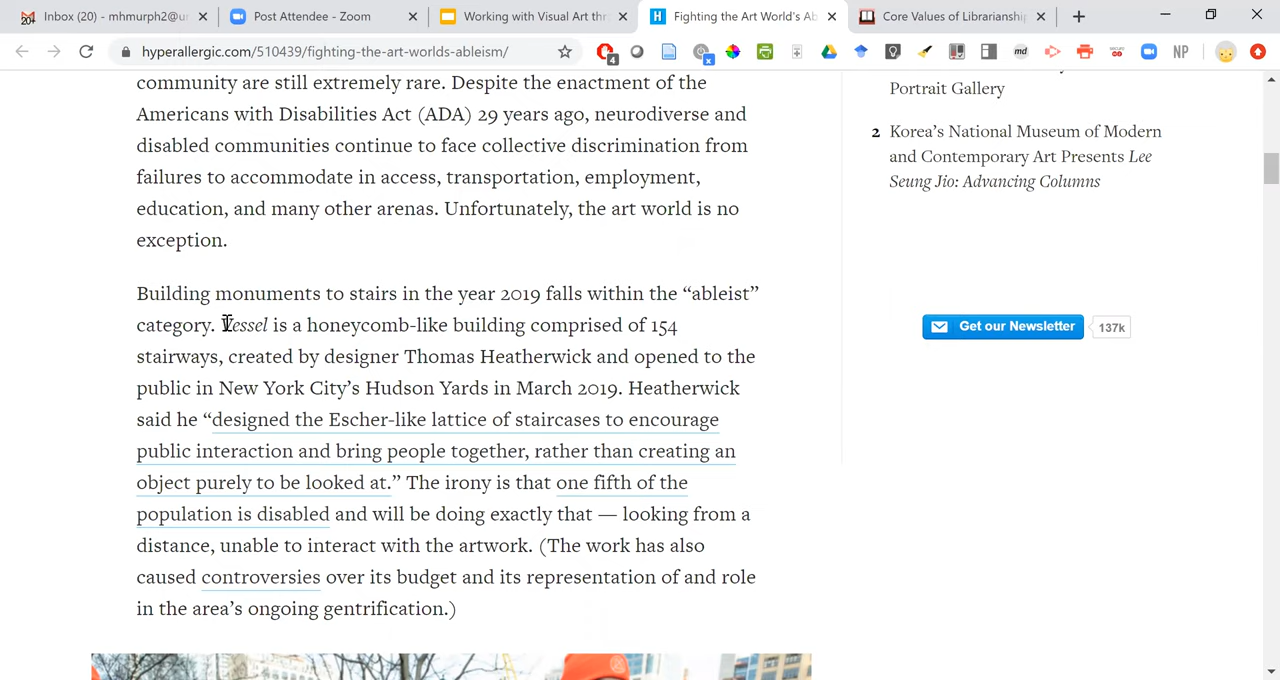 Inbox (20) - mhmurph2@ur
Post Attendee - Zoom
Working with Visual Art thr
Fighting the Art World's Ab
Core Values of Librarianship
hyperallergic.com/510439/fighting-the-art-worlds-ableism/
community are still extremely rare. Despite the enactment of the
Americans with Disabilities Act (ADA) 29 years ago, neurodiverse and
disabled communities continue to face collective discrimination from
failures to accommodate in access, transportation, employment,
education, and many other arenas. Unfortunately, the art world is no
exception.
Building monuments to stairs in the year 2019 falls within the “ableist”
category. Vessel is a honeycomb-like building comprised of 154
stairways, created by designer Thomas Heatherwick and opened to the
public in New York City’s Hudson Yards in March 2019. Heatherwick
said he “designed the Escher-like lattice of staircases to encourage
public interaction and bring people together, rather than creating an
object purely to be looked at.” The irony is that one fifth of the
population is disabled and will be doing exactly that — looking from a
distance, unable to interact with the artwork. (The work has also
caused controversies over its budget and its representation of and role
in the area’s ongoing gentrification.)
Portrait Gallery
2 Korea’s National Museum of Modern
and Contemporary Art Presents Lee
Seung Jio: Advancing Columns
Get our Newsletter
137k